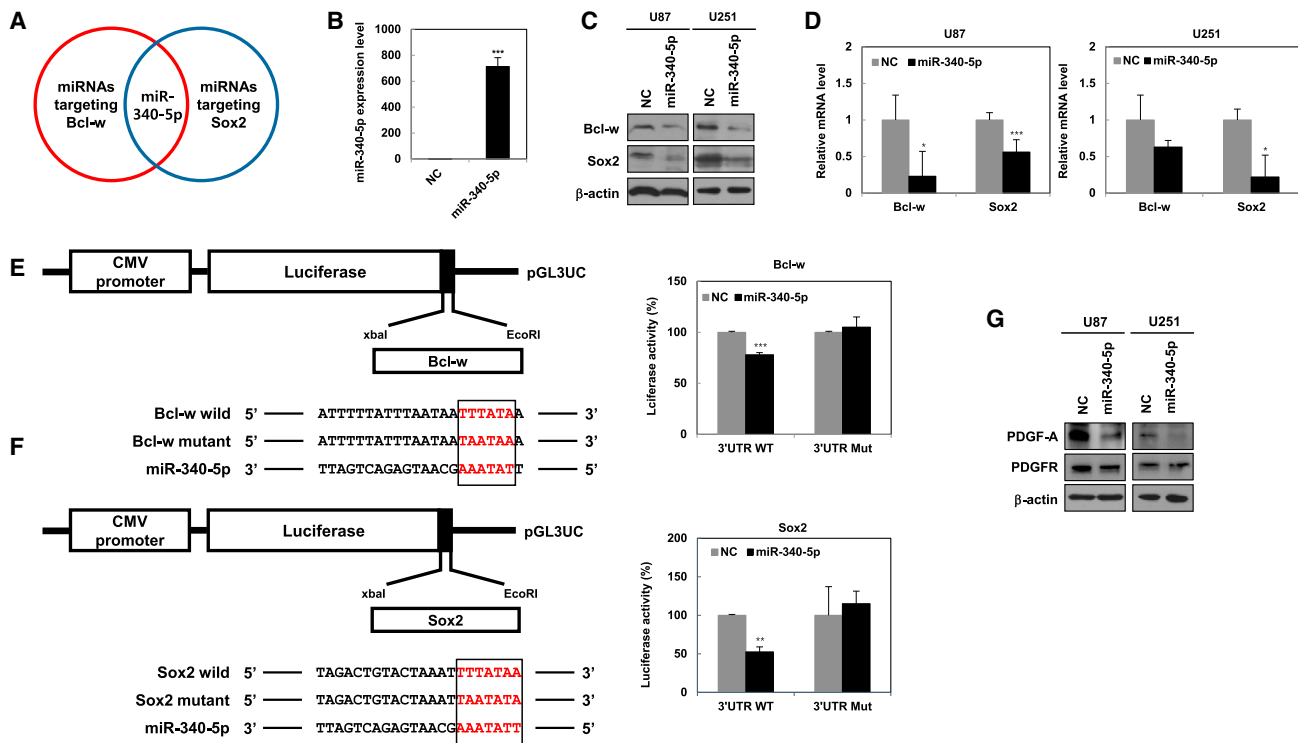 A
miRNAs
targeting
Bcl-w
miR-
340-5p
miRNAs
targeting
Sox2
B
miR-340-5p expression level
800
700
600
400
200
0
***
NC
miR-340-5p
C
U87
U251
NC
miR-340-5p
NC
miR-340-5p
Bcl-w
Sox2
β-actin
D
U87
Relative mRNA level
2
1.5
1
0.5
0
NC
miR-340-5p
*
***
Bcl-w
Sox2
U251
Relative mRNA level
2
1.5
1
0.5
0
NC
miR-340-5p
*
Bcl-w
Sox2
E
CMV
promoter
Luciferase
pGL3UC
xbaI
EcoRI
Bcl-w
Bcl-w wild 5’ ATTTTTATTTAATAATTTATAA 3’
Bcl-w mutant 5’ ATTTTTATTTAATAATAATAAA 3’
miR-340-5p 3’ TTAGTCAGAGTAACGAAATATT 5’
Bcl-w
Lciferase activity (%)
150
100
50
0
NC
miR-340-5p
***
3'UTR WT
3'UTR Mut
F
CMV
promoter
Luciferase
pGL3UC
xbaI
EcoRI
Sox2
Sox2 wild 5’ TAGACTGTACTAAATTTTATAA 3’
Sox2 mutant 5’ TAGACTGTACTAAATTAATATA 3’
miR-340-5p 3’ TTAGTCAGAGTAACGAAATATT 5’
Sox2
Luciferase activity (%)
200
150
100
50
0
NC
miR-340-5p
**
3'UTR WT
3'UTR Mut
G
U87
U251
NC
miR-340-5p
NC
miR-340-5p
PDGF-A
PDGFR
β-actin